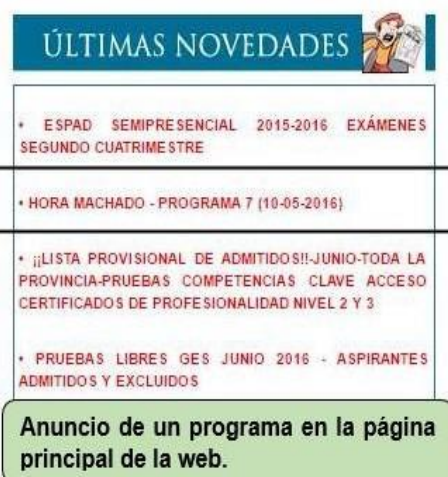 ÚLTIMAS NOVEDADES
• ESPAD SEMIPRESENCIAL 2015-2016 EXÁMENES
SEGUNDO CUATRIMESTRE
• HORA MACHADO - PROGRAMA 7 (10-05-2016)
• ¡¡LISTA PROVISIONAL DE ADMITIDOS!!-JUNIO-TODA LA
PROVINCIA-PRUEBAS COMPETENCIAS CLAVE ACCESO
CERTIFICADOS DE PROFESIONALIDAD NIVEL 2 Y 3
• PRUEBAS LIBRES GES JUNIO 2016 - ASPIRANTES
ADMITIDOS Y EXCLUIDOS
Anuncio de un programa en la página
principal de la web.